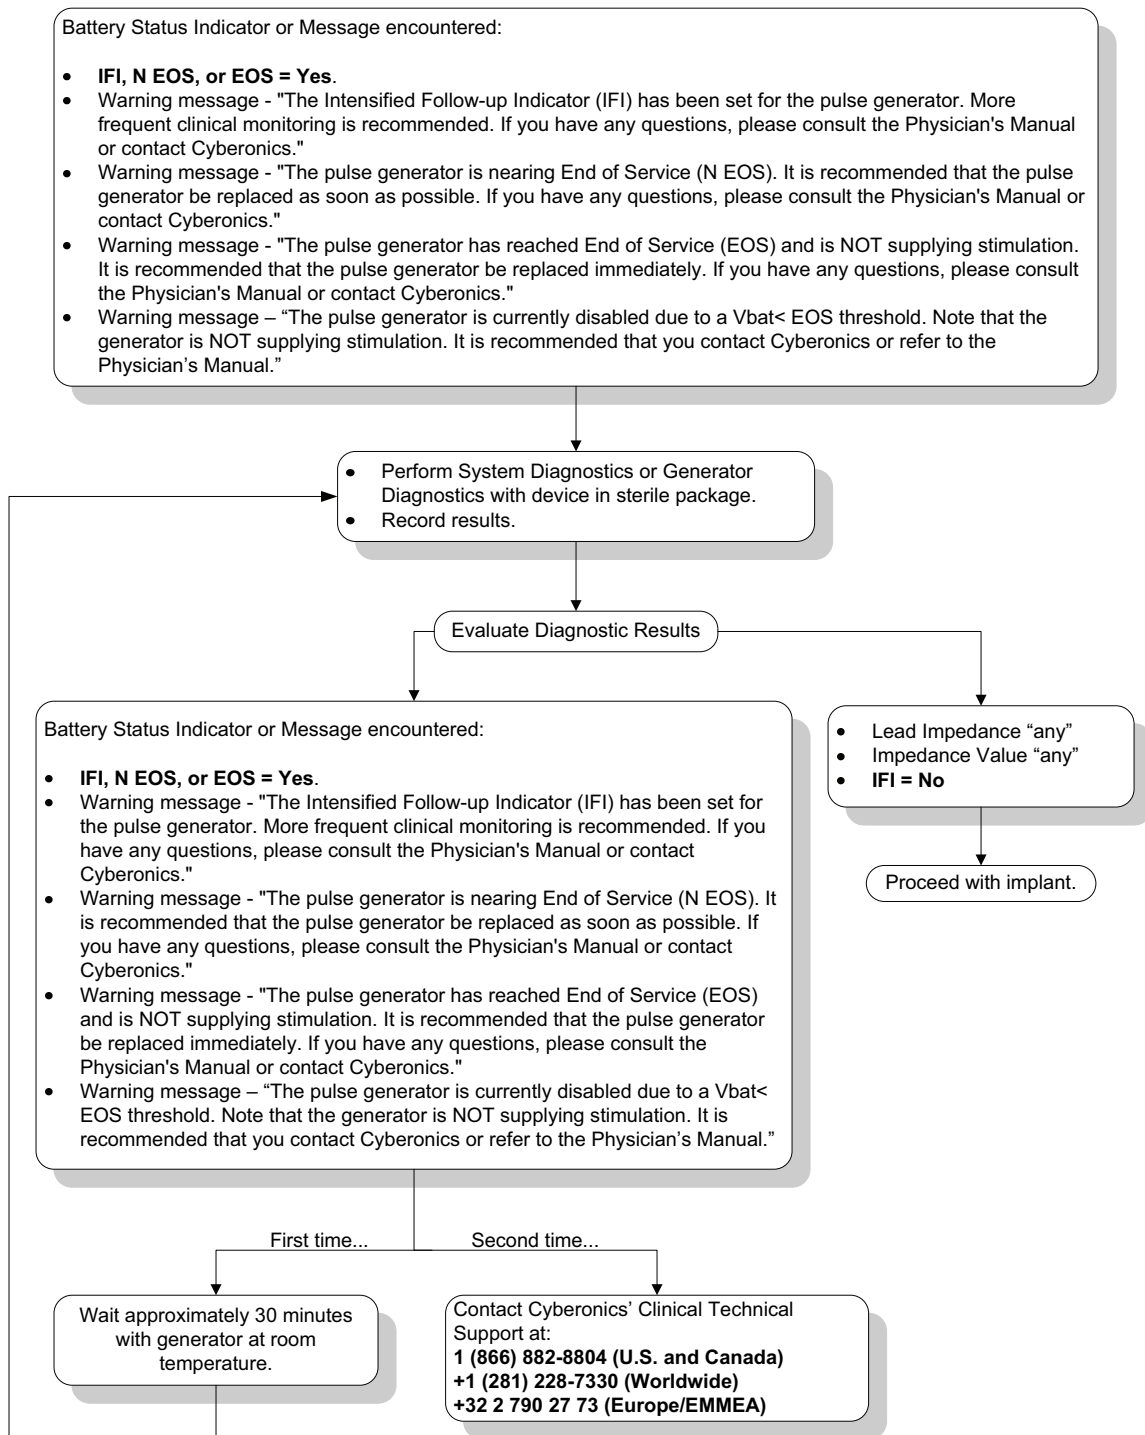 Battery Status Indicator or Message encountered:
• IFI, N EOS, or EOS = Yes.
• Warning message - "The Intensified Follow-up Indicator (IFI) has been set for the pulse generator. More
frequent clinical monitoring is recommended. If you have any questions, please consult the Physician's Manual
or contact Cyberonics."
• Warning message - "The pulse generator is nearing End of Service (N EOS). It is recommended that the pulse
generator be replaced as soon as possible. If you have any questions, please consult the Physician's Manual or
contact Cyberonics."
• Warning message - "The pulse generator has reached End of Service (EOS) and is NOT supplying stimulation.
It is recommended that the pulse generator be replaced immediately. If you have any questions, please consult
the Physician's Manual or contact Cyberonics."
• Warning message – “The pulse generator is currently disabled due to a Vbat< EOS threshold. Note that the
generator is NOT supplying stimulation. It is recommended that you contact Cyberonics or refer to the
Physician’s Manual.”
• Perform System Diagnostics or Generator
Diagnostics with device in sterile package.
• Record results.
Evaluate Diagnostic Results
Battery Status Indicator or Message encountered:
• IFI, N EOS, or EOS = Yes.
• Warning message - "The Intensified Follow-up Indicator (IFI) has been set for
the pulse generator. More frequent clinical monitoring is recommended. If you
have any questions, please consult the Physician's Manual or contact
Cyberonics."
• Warning message - "The pulse generator is nearing End of Service (N EOS). It
is recommended that the pulse generator be replaced as soon as possible. If
you have any questions, please consult the Physician's Manual or contact
Cyberonics."
• Warning message - "The pulse generator has reached End of Service (EOS)
and is NOT supplying stimulation. It is recommended that the pulse generator
be replaced immediately. If you have any questions, please consult the
Physician's Manual or contact Cyberonics."
• Warning message – “The pulse generator is currently disabled due to a Vbat<
EOS threshold. Note that the generator is NOT supplying stimulation. It is
recommended that you contact Cyberonics or refer to the Physician’s Manual.”
• Lead Impedance “any”
• Impedance Value “any”
• IFI = No
Proceed with implant.
First time...
Second time...
Wait approximately 30 minutes
with generator at room
temperature.
Contact Cyberonics’ Clinical Technical
Support at:
1 (866) 882-8804 (U.S. and Canada)
+1 (281) 228-7330 (Worldwide)
+32 2 790 27 73 (Europe/EMMEA)